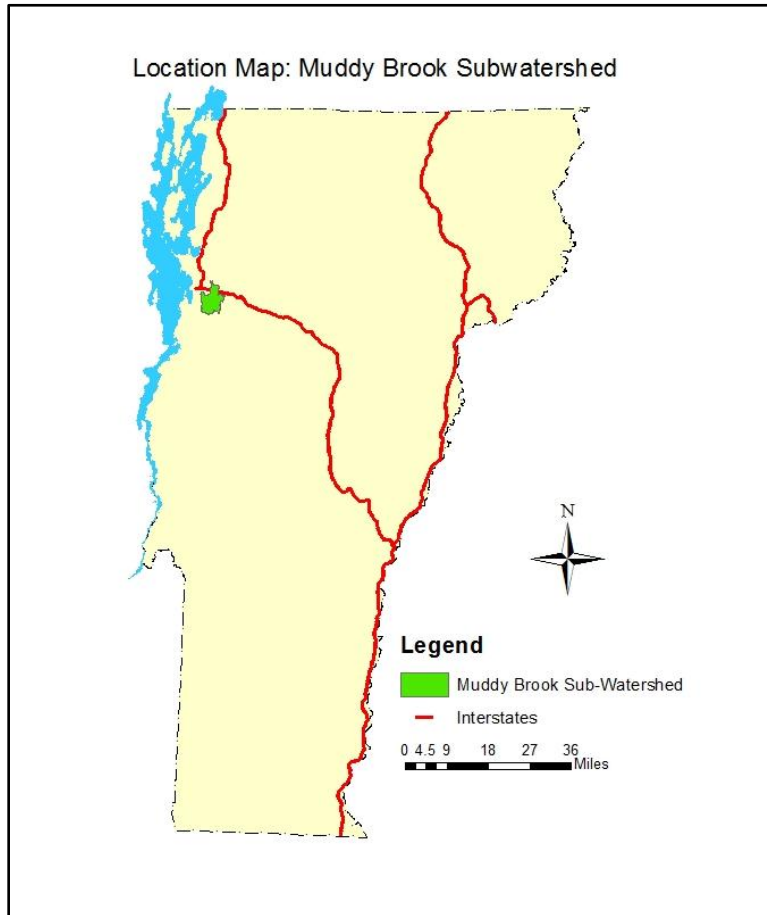 Location Map: Muddy Brook Subwatershed
N
Legend
Muddy Brook Sub-Watershed
Interstates
0 4.5 9 18 27 36
Miles